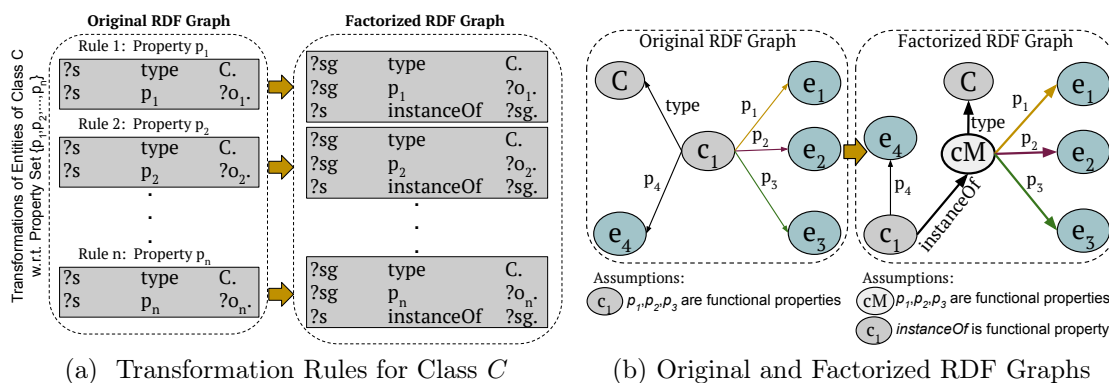 Original RDF Graph
Factorized RDF Graph
Transformations of Entities of Class C
w.r.t. Property Set {p1,p2,...,pn}
Rule 1: Property p1
?s type C.
?s p1 ?o1.
?sg type C.
?sg p1 ?o1.
?s instanceOf ?sg.
Rule 2: Property p2
?s type C.
?s p2 ?o2.
?sg type C.
?sg p2 ?o2.
?s instanceOf ?sg.
Rule n: Property pn
?s type C.
?s pn ?on.
?sg type C.
?sg pn ?on.
?s instanceOf ?sg.
(a) Transformation Rules for Class C
Original RDF Graph
C
e1
type
p1
c1
p2
e2
p4
p3
e4
e3
Assumptions:
c1 p1,p2,p3 are functional properties
Factorized RDF Graph
C
e1
type
p1
e4
cM
p2
e2
p4
instanceOf
p3
c1
e3
Assumptions:
cM p1,p2,p3 are functional properties
c1 instanceOf is functional property
(b) Original and Factorized RDF Graphs